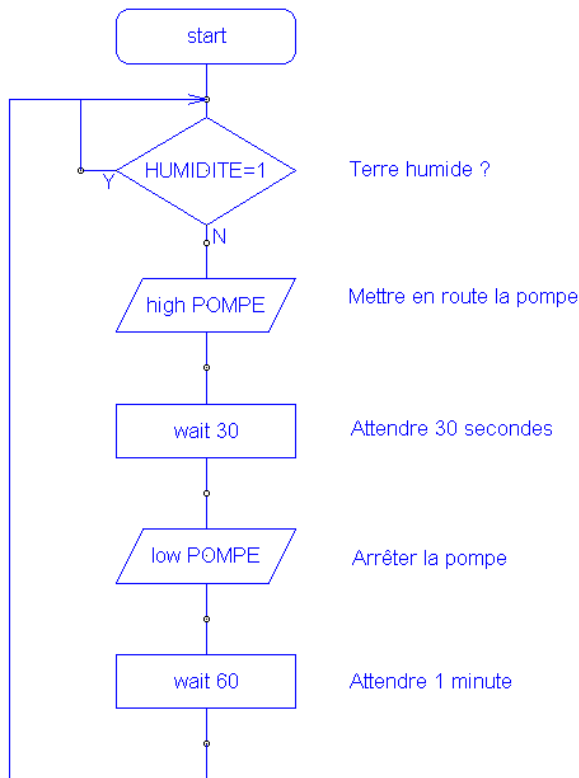 start
HUMIDITE=1
Terre humide ?
Y
N
high POMPE
Mettre en route la pompe
wait 30
Attendre 30 secondes
low POMPE
Arrêter la pompe
wait 60
Attendre 1 minute